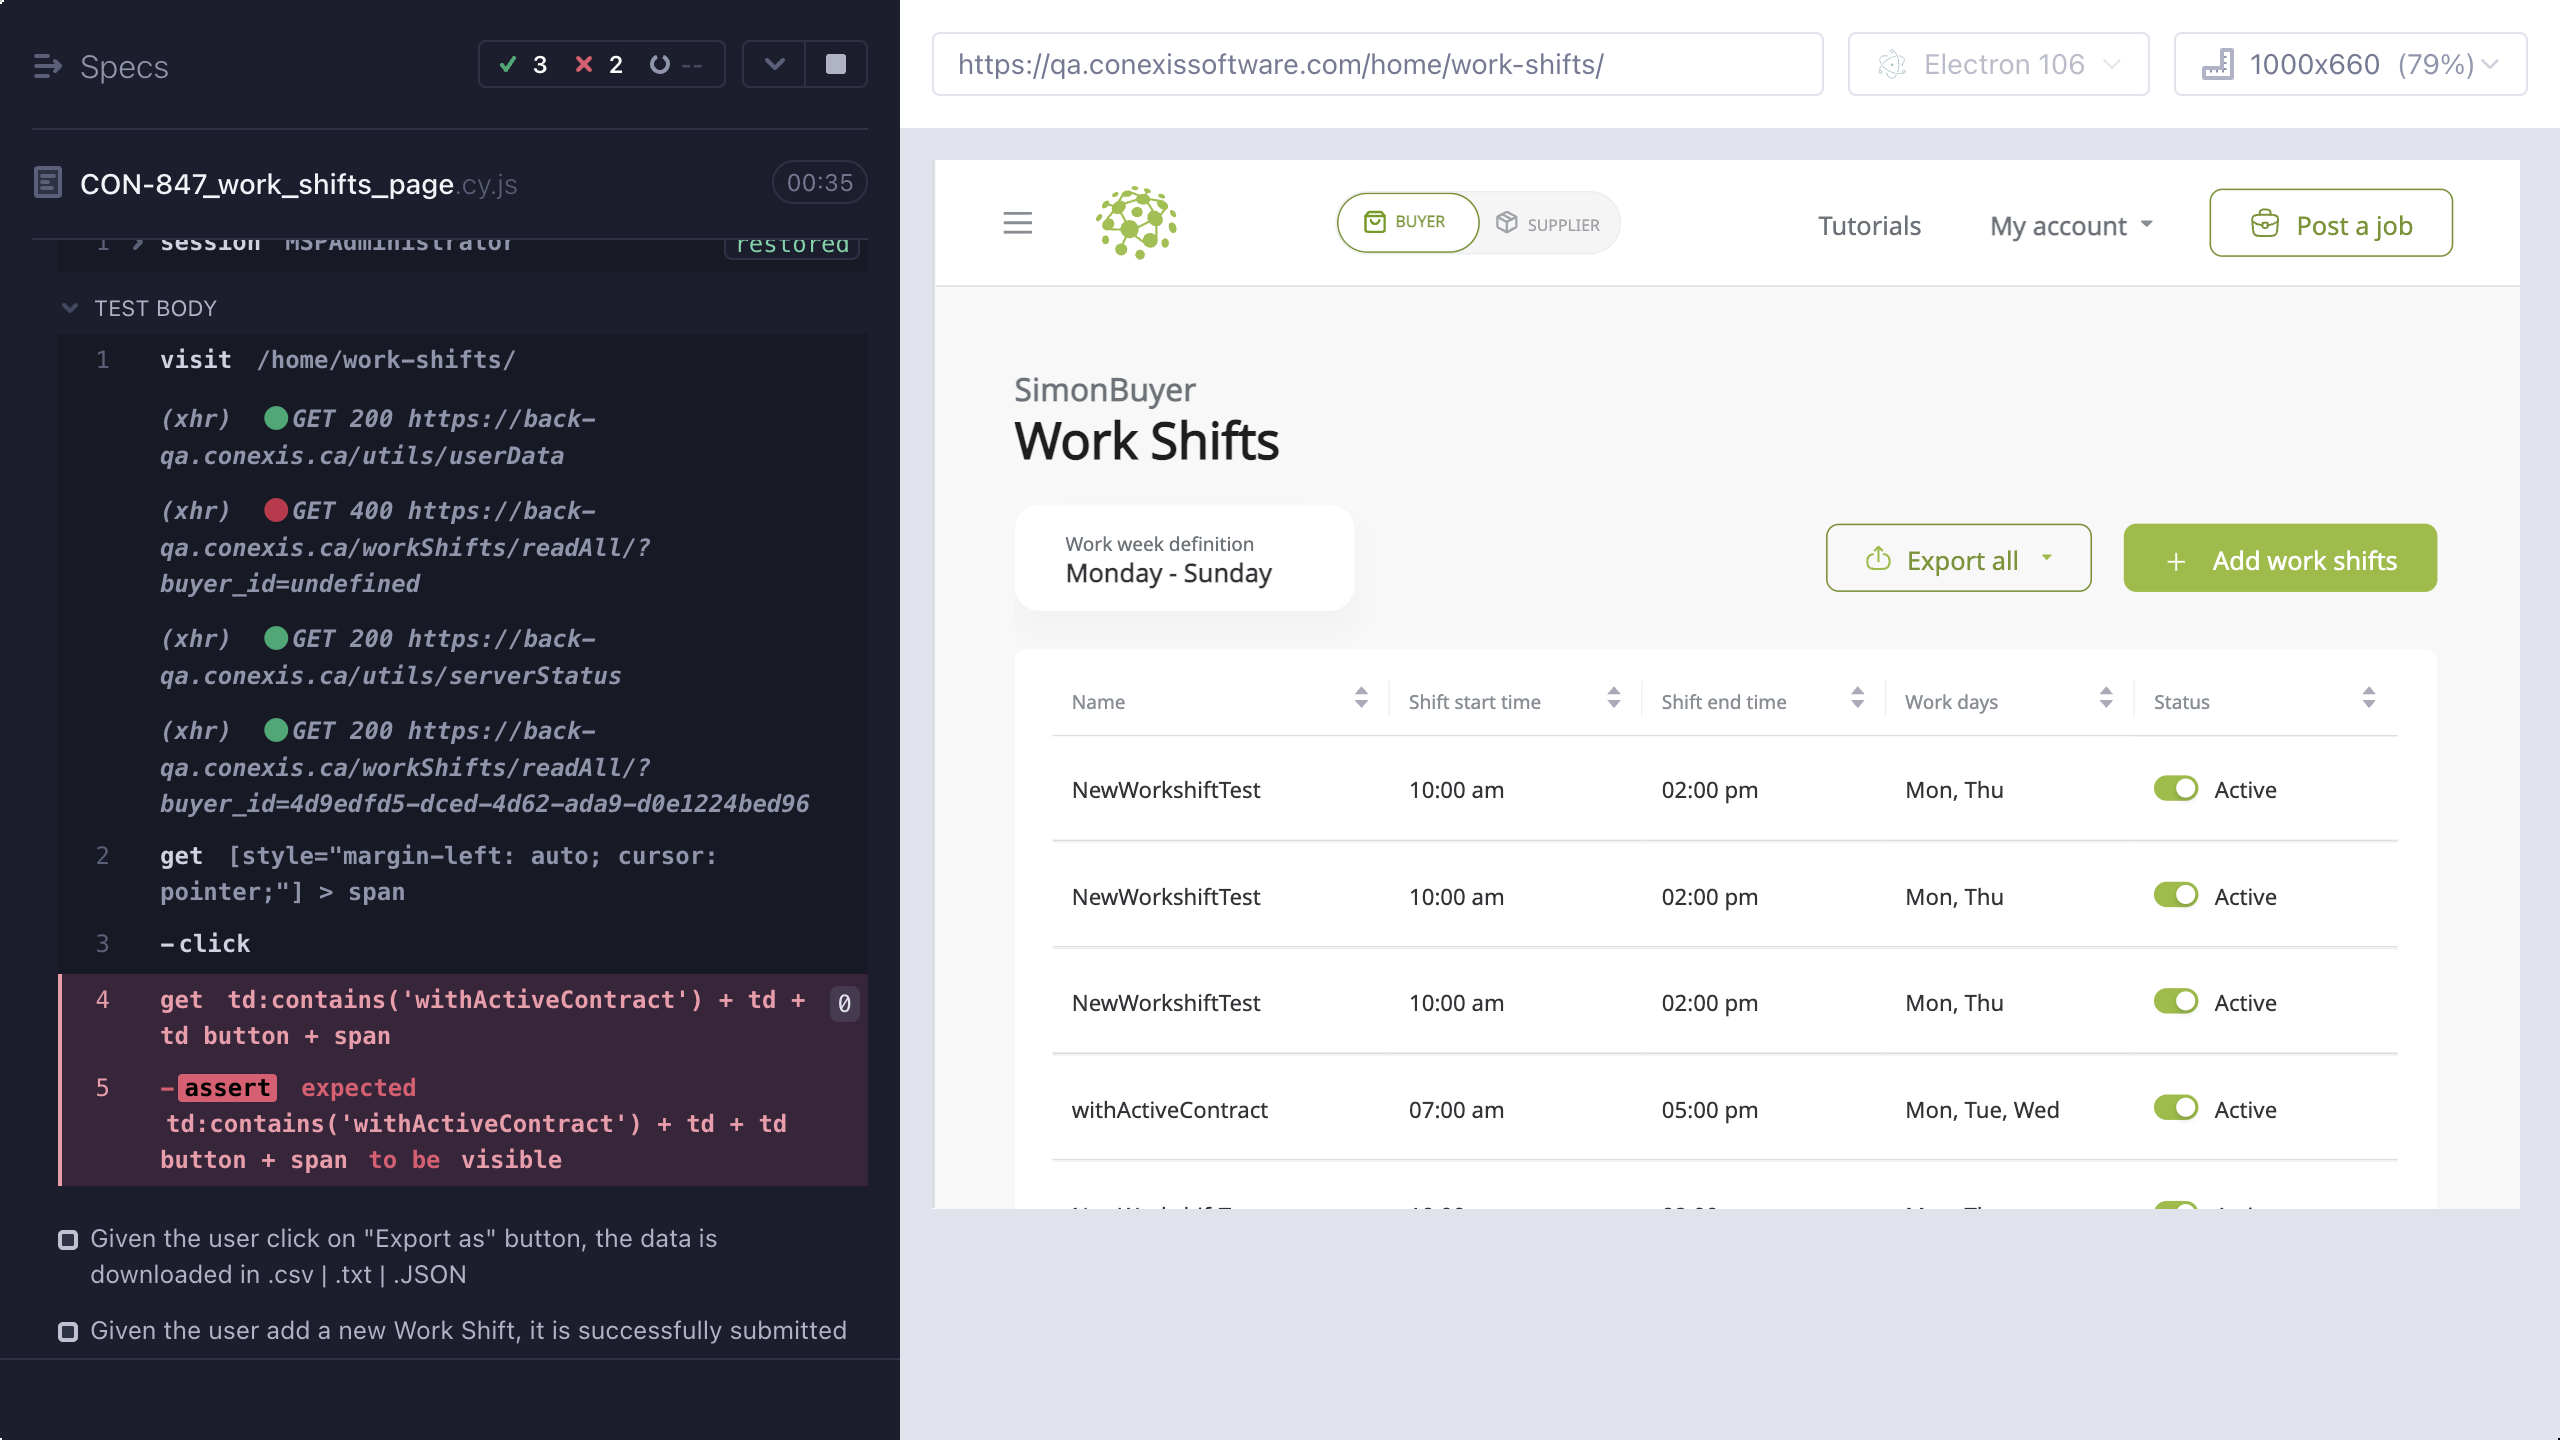 Specs
3
2
--
CON-847_work_shifts_page.cy.js
00:35
1 session MSPAdministrator restored
TEST BODY
1 visit /home/work-shifts/
(xhr) GET 200 https://back-
qa.conexis.ca/utils/userData
(xhr) GET 400 https://back-
qa.conexis.ca/workShifts/readAll/?
buyer_id=undefined
(xhr) GET 200 https://back-
qa.conexis.ca/utils/serverStatus
(xhr) GET 200 https://back-
qa.conexis.ca/workShifts/readAll/?
buyer_id=4d9edfd5-dced-4d62-ada9-d0e1224bed96
2 get [style="margin-left: auto; cursor:
pointer;"] > span
3 -click
4 get td:contains('withActiveContract') + td + 0
td button + span
5 -assert expected
td:contains('withActiveContract') + td + td
button + span to be visible
Given the user click on "Export as" button, the data is
downloaded in .csv | .txt | .JSON
Given the user add a new Work Shift, it is successfully submitted
https://qa.conexissoftware.com/home/work-shifts/
Electron 106
1000x660 (79%)
BUYER
SUPPLIER
Tutorials
My account
Post a job
SimonBuyer
Work Shifts
Work week definition
Monday - Sunday
Export all
+ Add work shifts
Name Shift start time Shift end time Work days Status
NewWorkshiftTest 10:00 am 02:00 pm Mon, Thu Active
NewWorkshiftTest 10:00 am 02:00 pm Mon, Thu Active
NewWorkshiftTest 10:00 am 02:00 pm Mon, Thu Active
withActiveContract 07:00 am 05:00 pm Mon, Tue, Wed Active